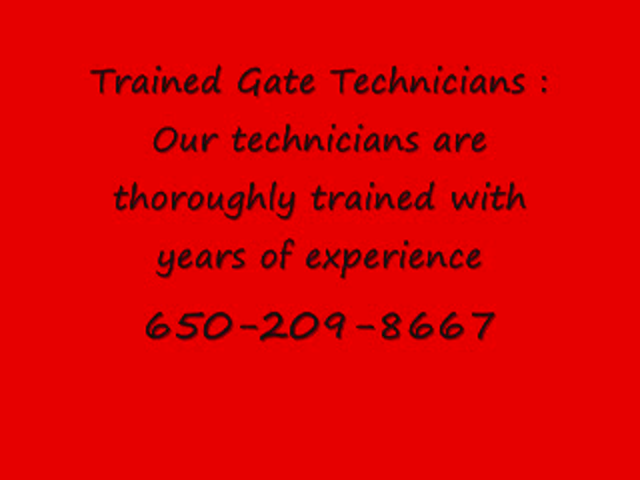 Trained Gate Technicians :
Our technicians are
thoroughly trained with
years of experience
650-209-8667